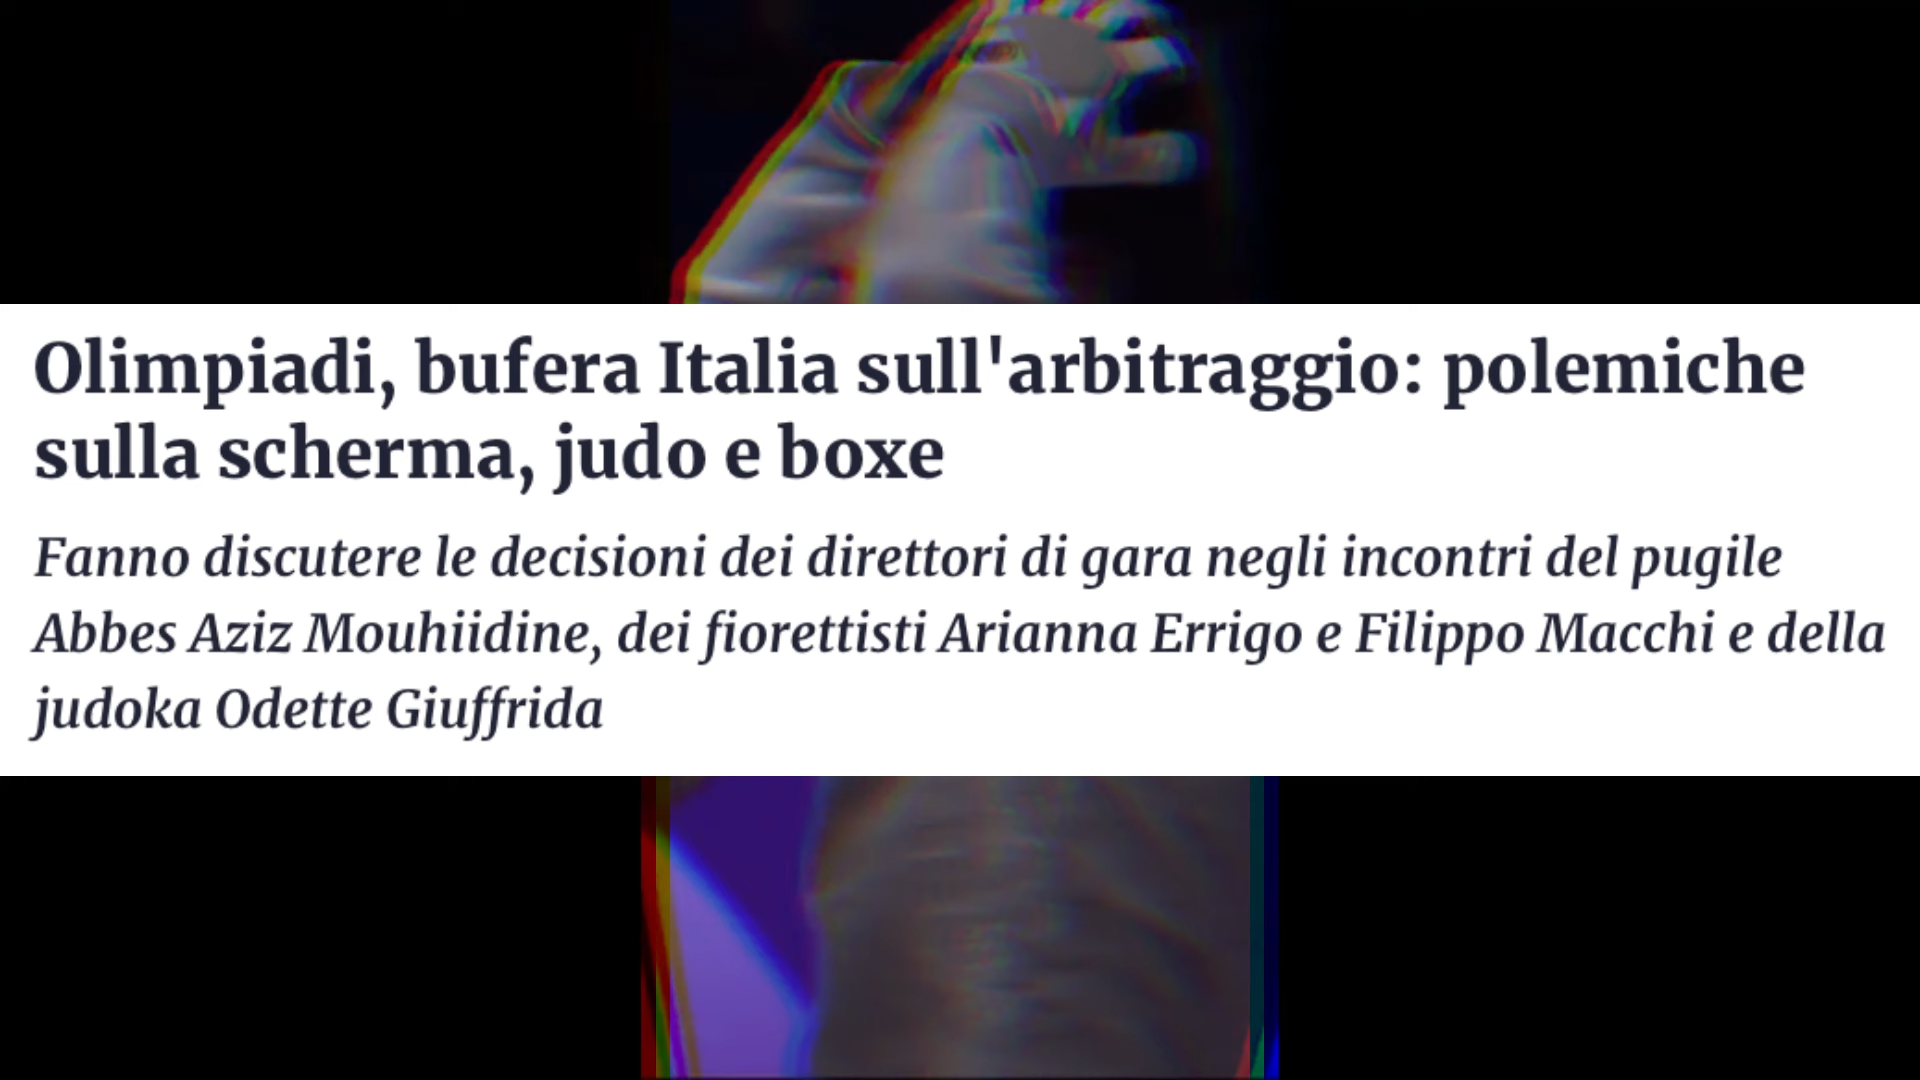 Olimpiadi, bufera Italia sull'arbitraggio: polemiche
sulla scherma, judo e boxe
Fanno discutere le decisioni dei direttori di gara negli incontri del pugile
Abbes Aziz Mouhiidine, dei fiorettisti Arianna Errigo e Filippo Macchi e della
judoka Odette Giuffrida